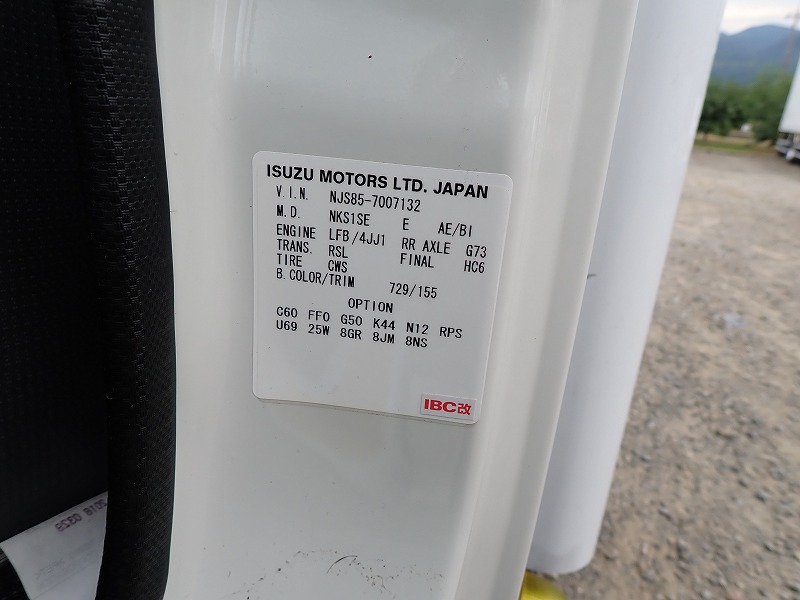 ISUZU MOTORS LTD. JAPAN
V.I.N. NJS85-7007132
M.D. NKS1SE E AE/BI
ENGINE LFB/4JJ1 RR AXLE G73
TRANS. RSL FINAL HC6
TIRE CWS
B.COLOR/TRIM 729/155
OPTION
C60 FF0 G50 K44 N12 RPS
U69 25W 8GR 8JM 8NS
IBC改